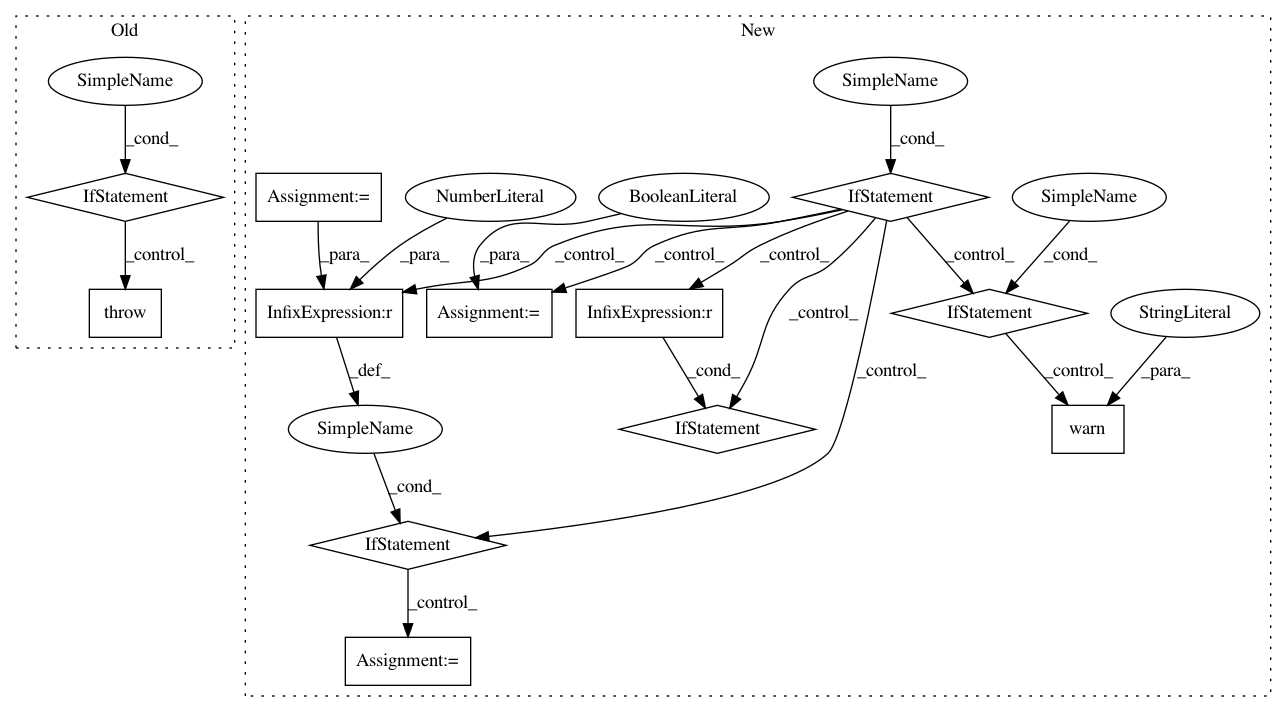 Old
New
SimpleName
SimpleName
_cond_
_cond_
Assignment:=
NumberLiteral
BooleanLiteral
IfStatement
IfStatement
SimpleName
_control_
_para_
_para_
_para_
_control_
_control_
_control_
_control_
_cond_
throw
InfixExpression:r
Assignment:=
InfixExpression:r
_control_
IfStatement
StringLiteral
_def_
_cond_
_control_
_control_
_para_
SimpleName
IfStatement
warn
_cond_
IfStatement
_control_
Assignment:=